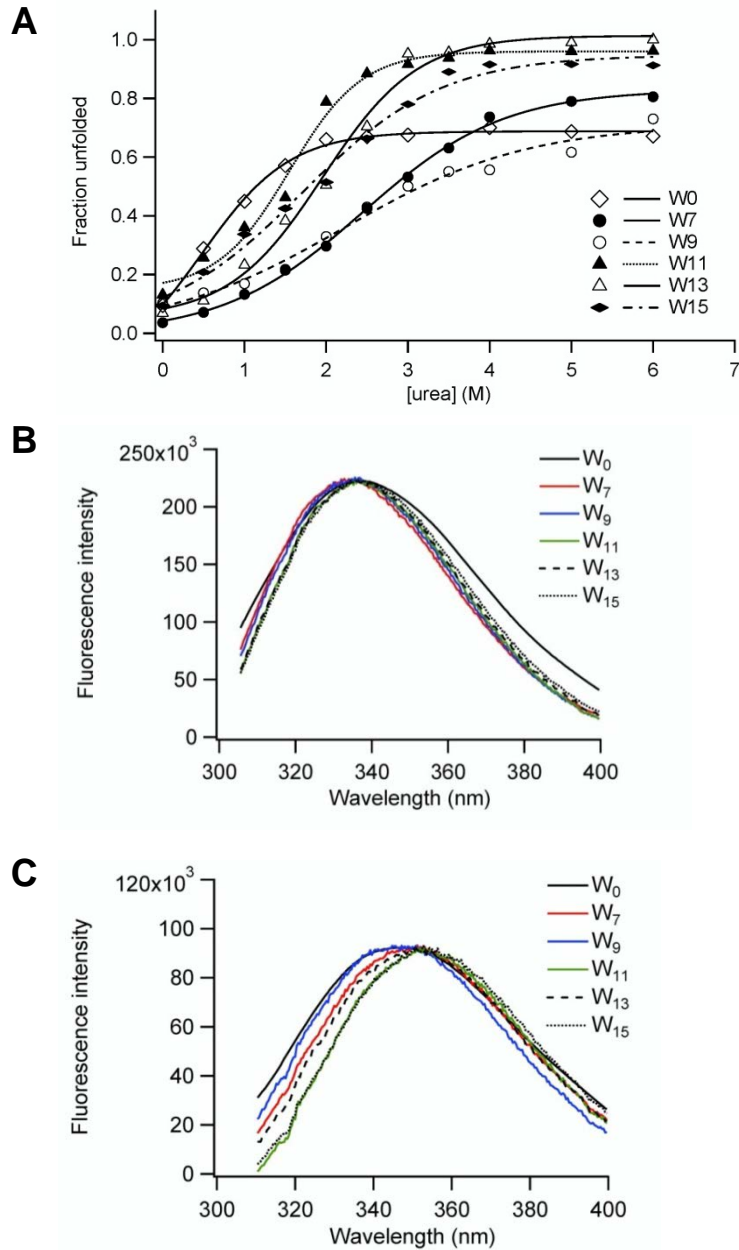 A
Fraction unfolded
1.0
0.8
0.6
0.4
0.2
0.0
0
1
2
3
4
5
6
7
[urea] (M)
W0
W7
W9
W11
W13
W15
B
Fluorescence intensity
250x10³
200
150
100
50
0
300
320
340
360
380
400
Wavelength (nm)
W₀
W₇
W₉
W₁₁
W₁₃
W₁₅
C
Fluorescence intensity
120x10³
100
80
60
40
20
0
300
320
340
360
380
400
Wavelength (nm)
W₀
W₇
W₉
W₁₁
W₁₃
W₁₅